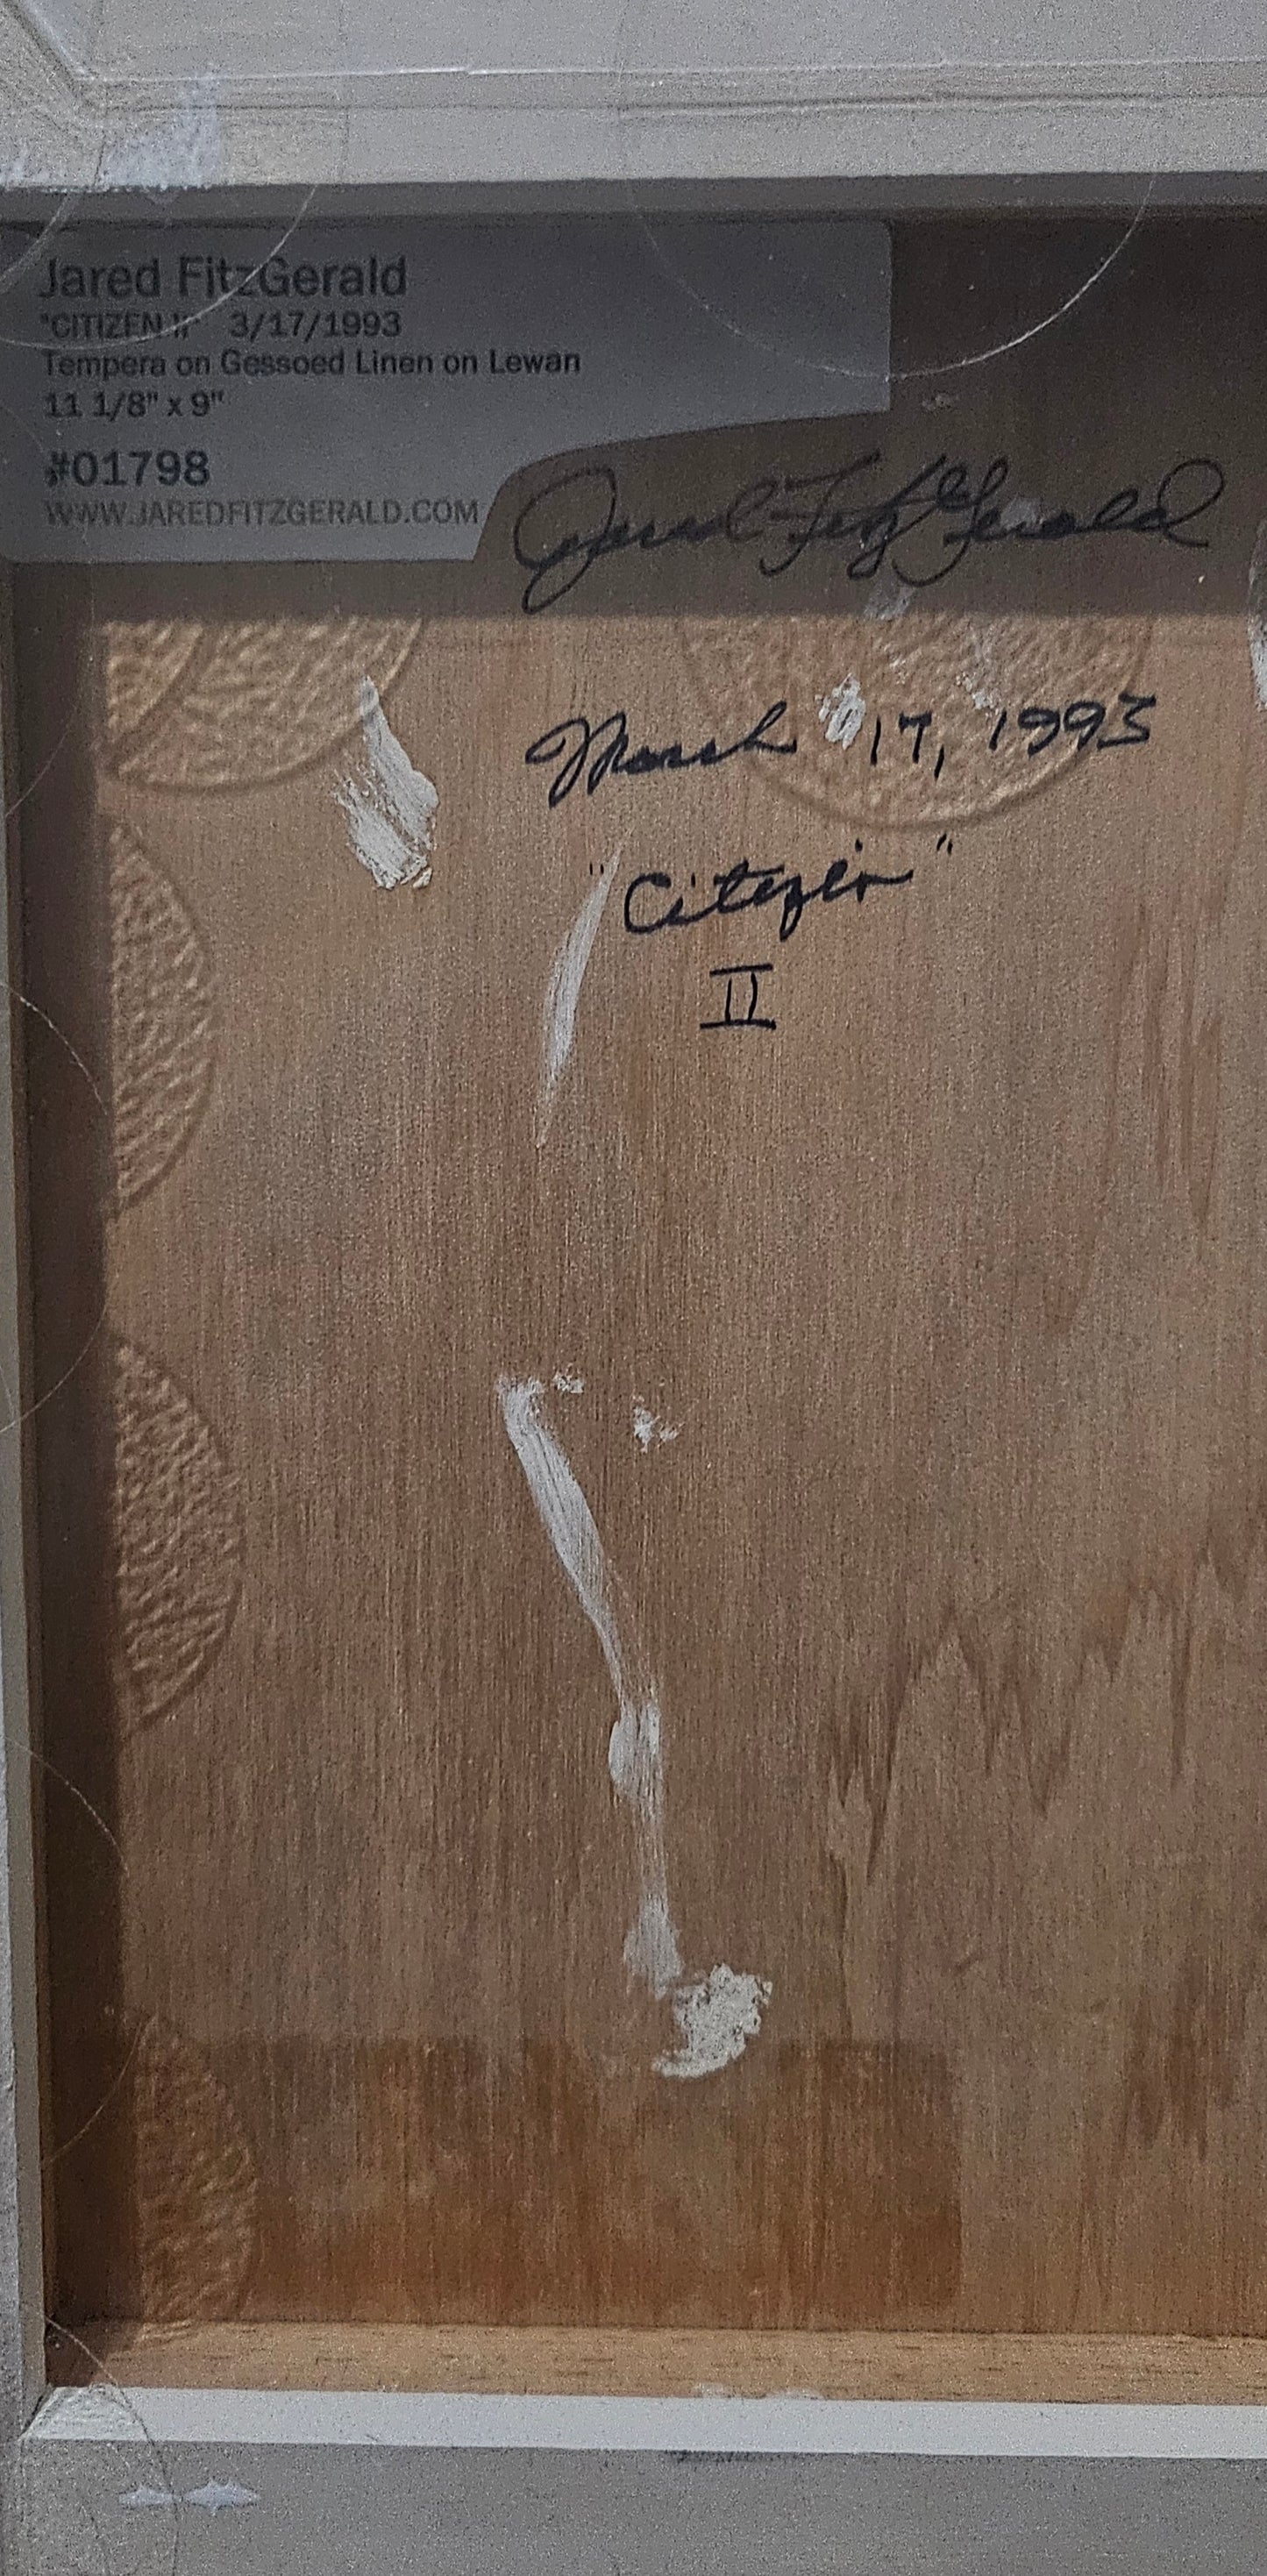 Jared FitzGerald
"CITIZEN II" 3/17/1993
Tempera on Gessoed Linen on Lewan
11 1/8" x 9"
#01798
WWW.JAREDFITZGERALD.COM
Jared FitzGerald
March 17, 1993
"Citizen"
II